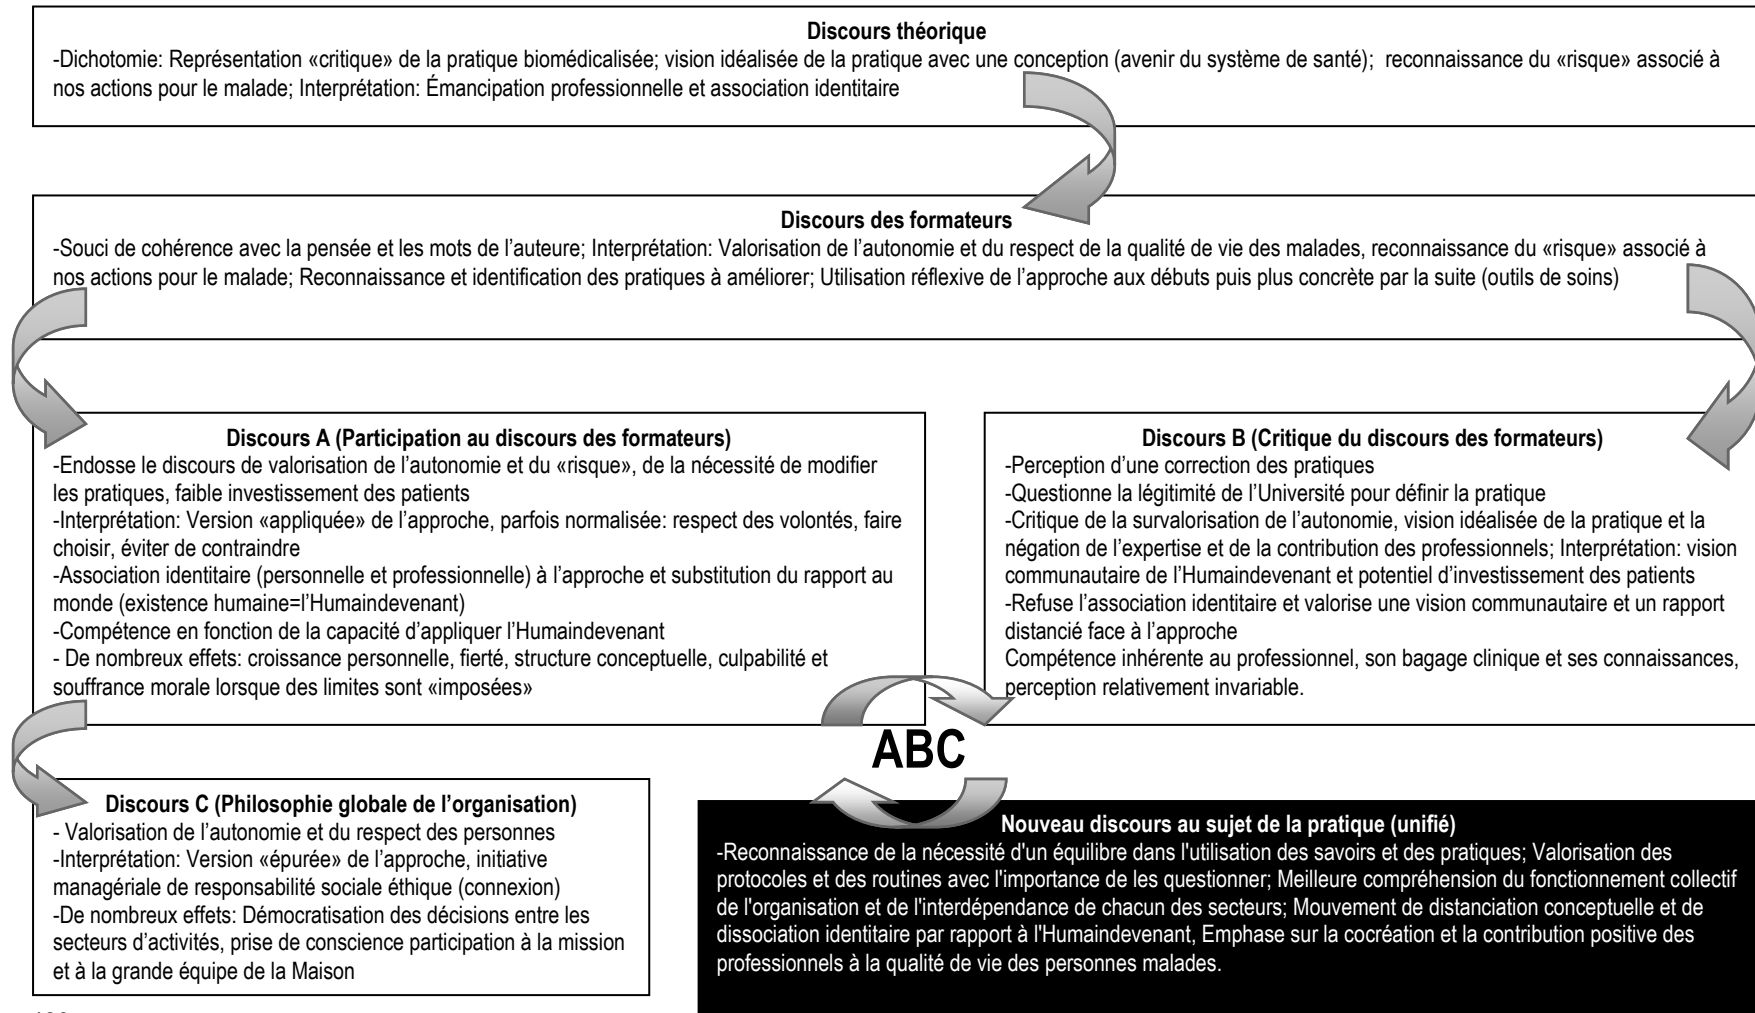 Discours théorique
-Dichotomie: Représentation «critique» de la pratique biomédicalisée; vision idéalisée de la pratique avec une conception (avenir du système de santé);  reconnaissance du «risque» associé à
nos actions pour le malade; Interprétation: Émancipation professionnelle et association identitaire
Discours des formateurs
-Souci de cohérence avec la pensée et les mots de l’auteure; Interprétation: Valorisation de l’autonomie et du respect de la qualité de vie des malades, reconnaissance du «risque» associé à
nos actions pour le malade; Reconnaissance et identification des pratiques à améliorer; Utilisation réflexive de l’approche aux débuts puis plus concrète par la suite (outils de soins)
Discours A (Participation au discours des formateurs)
-Endosse le discours de valorisation de l’autonomie et du «risque», de la nécessité de modifier
les pratiques, faible investissement des patients
-Interprétation: Version «appliquée» de l’approche, parfois normalisée: respect des volontés, faire
choisir, éviter de contraindre
-Association identitaire (personnelle et professionnelle) à l’approche et substitution du rapport au
monde (existence humaine=l’Humaindevenant)
-Compétence en fonction de la capacité d’appliquer l’Humaindevenant
- De nombreux effets: croissance personnelle, fierté, structure conceptuelle, culpabilité et
souffrance morale lorsque des limites sont «imposées»
Discours B (Critique du discours des formateurs)
-Perception d’une correction des pratiques
-Questionne la légitimité de l’Université pour définir la pratique
-Critique de la survalorisation de l’autonomie, vision idéalisée de la pratique et la
négation de l’expertise et de la contribution des professionnels; Interprétation: vision
communautaire de l’Humaindevenant et potentiel d’investissement des patients
-Refuse l’association identitaire et valorise une vision communautaire et un rapport
distancié face à l’approche
Compétence inhérente au professionnel, son bagage clinique et ses connaissances,
perception relativement invariable.
ABC
Discours C (Philosophie globale de l’organisation)
- Valorisation de l’autonomie et du respect des personnes
-Interprétation: Version «épurée» de l’approche, initiative
managériale de responsabilité sociale éthique (connexion)
-De nombreux effets: Démocratisation des décisions entre les
secteurs d’activités, prise de conscience participation à la mission
et à la grande équipe de la Maison
Nouveau discours au sujet de la pratique (unifié)
-Reconnaissance de la nécessité d'un équilibre dans l'utilisation des savoirs et des pratiques; Valorisation des
protocoles et des routines avec l'importance de les questionner; Meilleure compréhension du fonctionnement collectif
de l'organisation et de l'interdépendance de chacun des secteurs; Mouvement de distanciation conceptuelle et de
dissociation identitaire par rapport à l'Humaindevenant, Emphase sur la cocréation et la contribution positive des
professionnels à la qualité de vie des personnes malades.